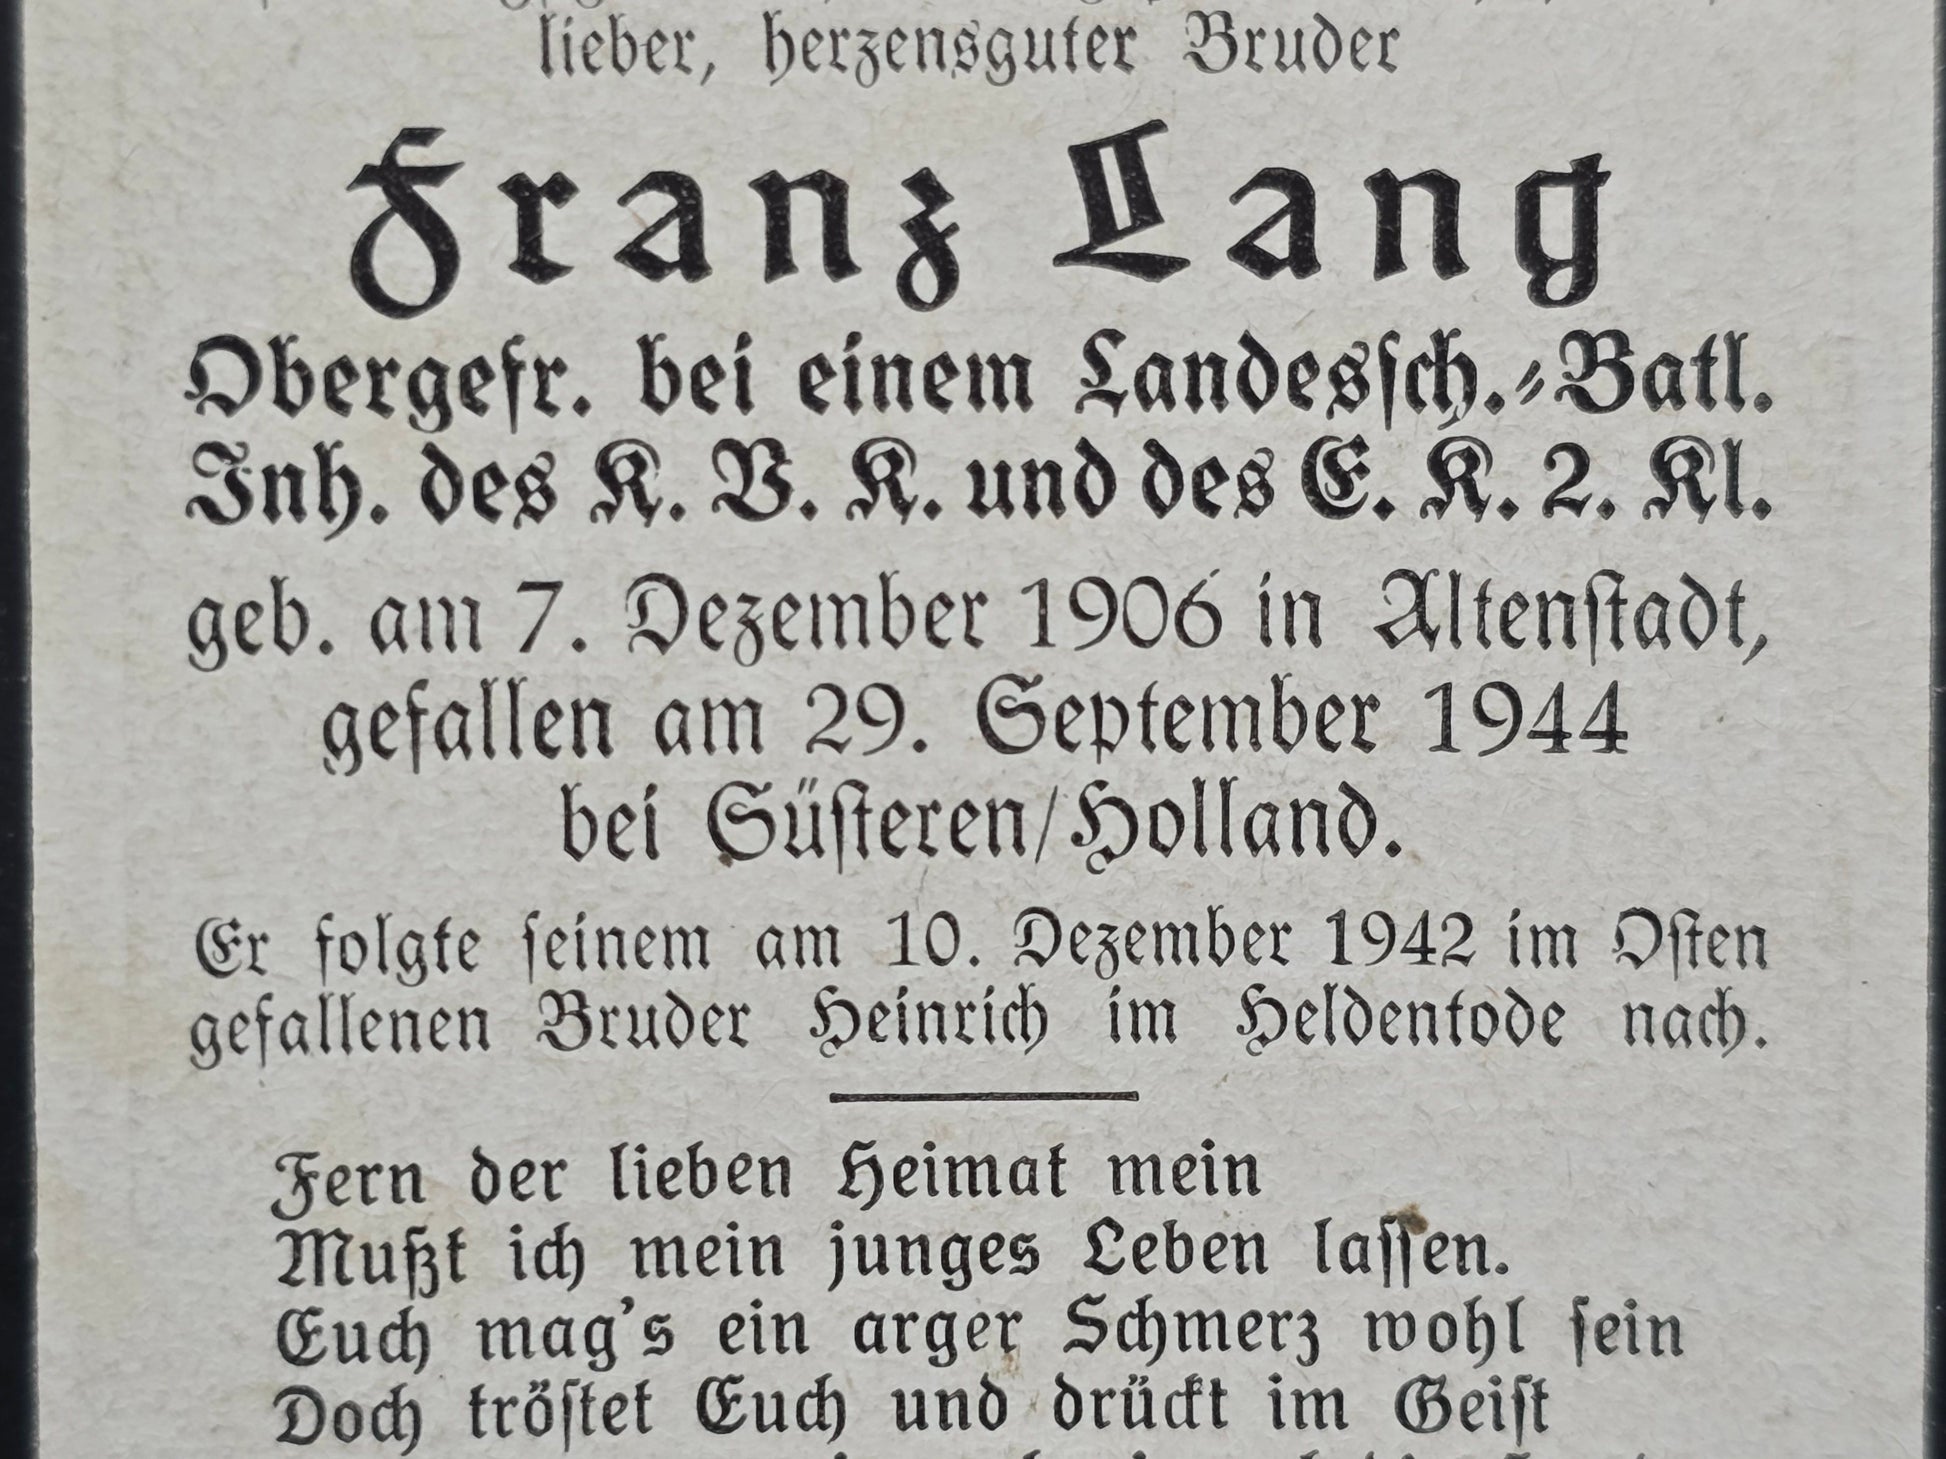 lieber, herzensguter Bruder
Franz Lang
Obergefr. bei einem Landessch.-Batl.
Inh. des K. V. K. und des E. K. 2. Kl.
geb. am 7. Dezember 1906 in Altenstadt,
gefallen am 29. September 1944
bei Süsteren/Holland.
Er folgte seinem am 10. Dezember 1942 im Osten
gefallenen Bruder Heinrich im Heldentode nach.
Fern der lieben Heimat mein
Mußt ich mein junges Leben lassen.
Euch mag's ein arger Schmerz wohl sein
Doch tröstet Euch und drückt im Geist